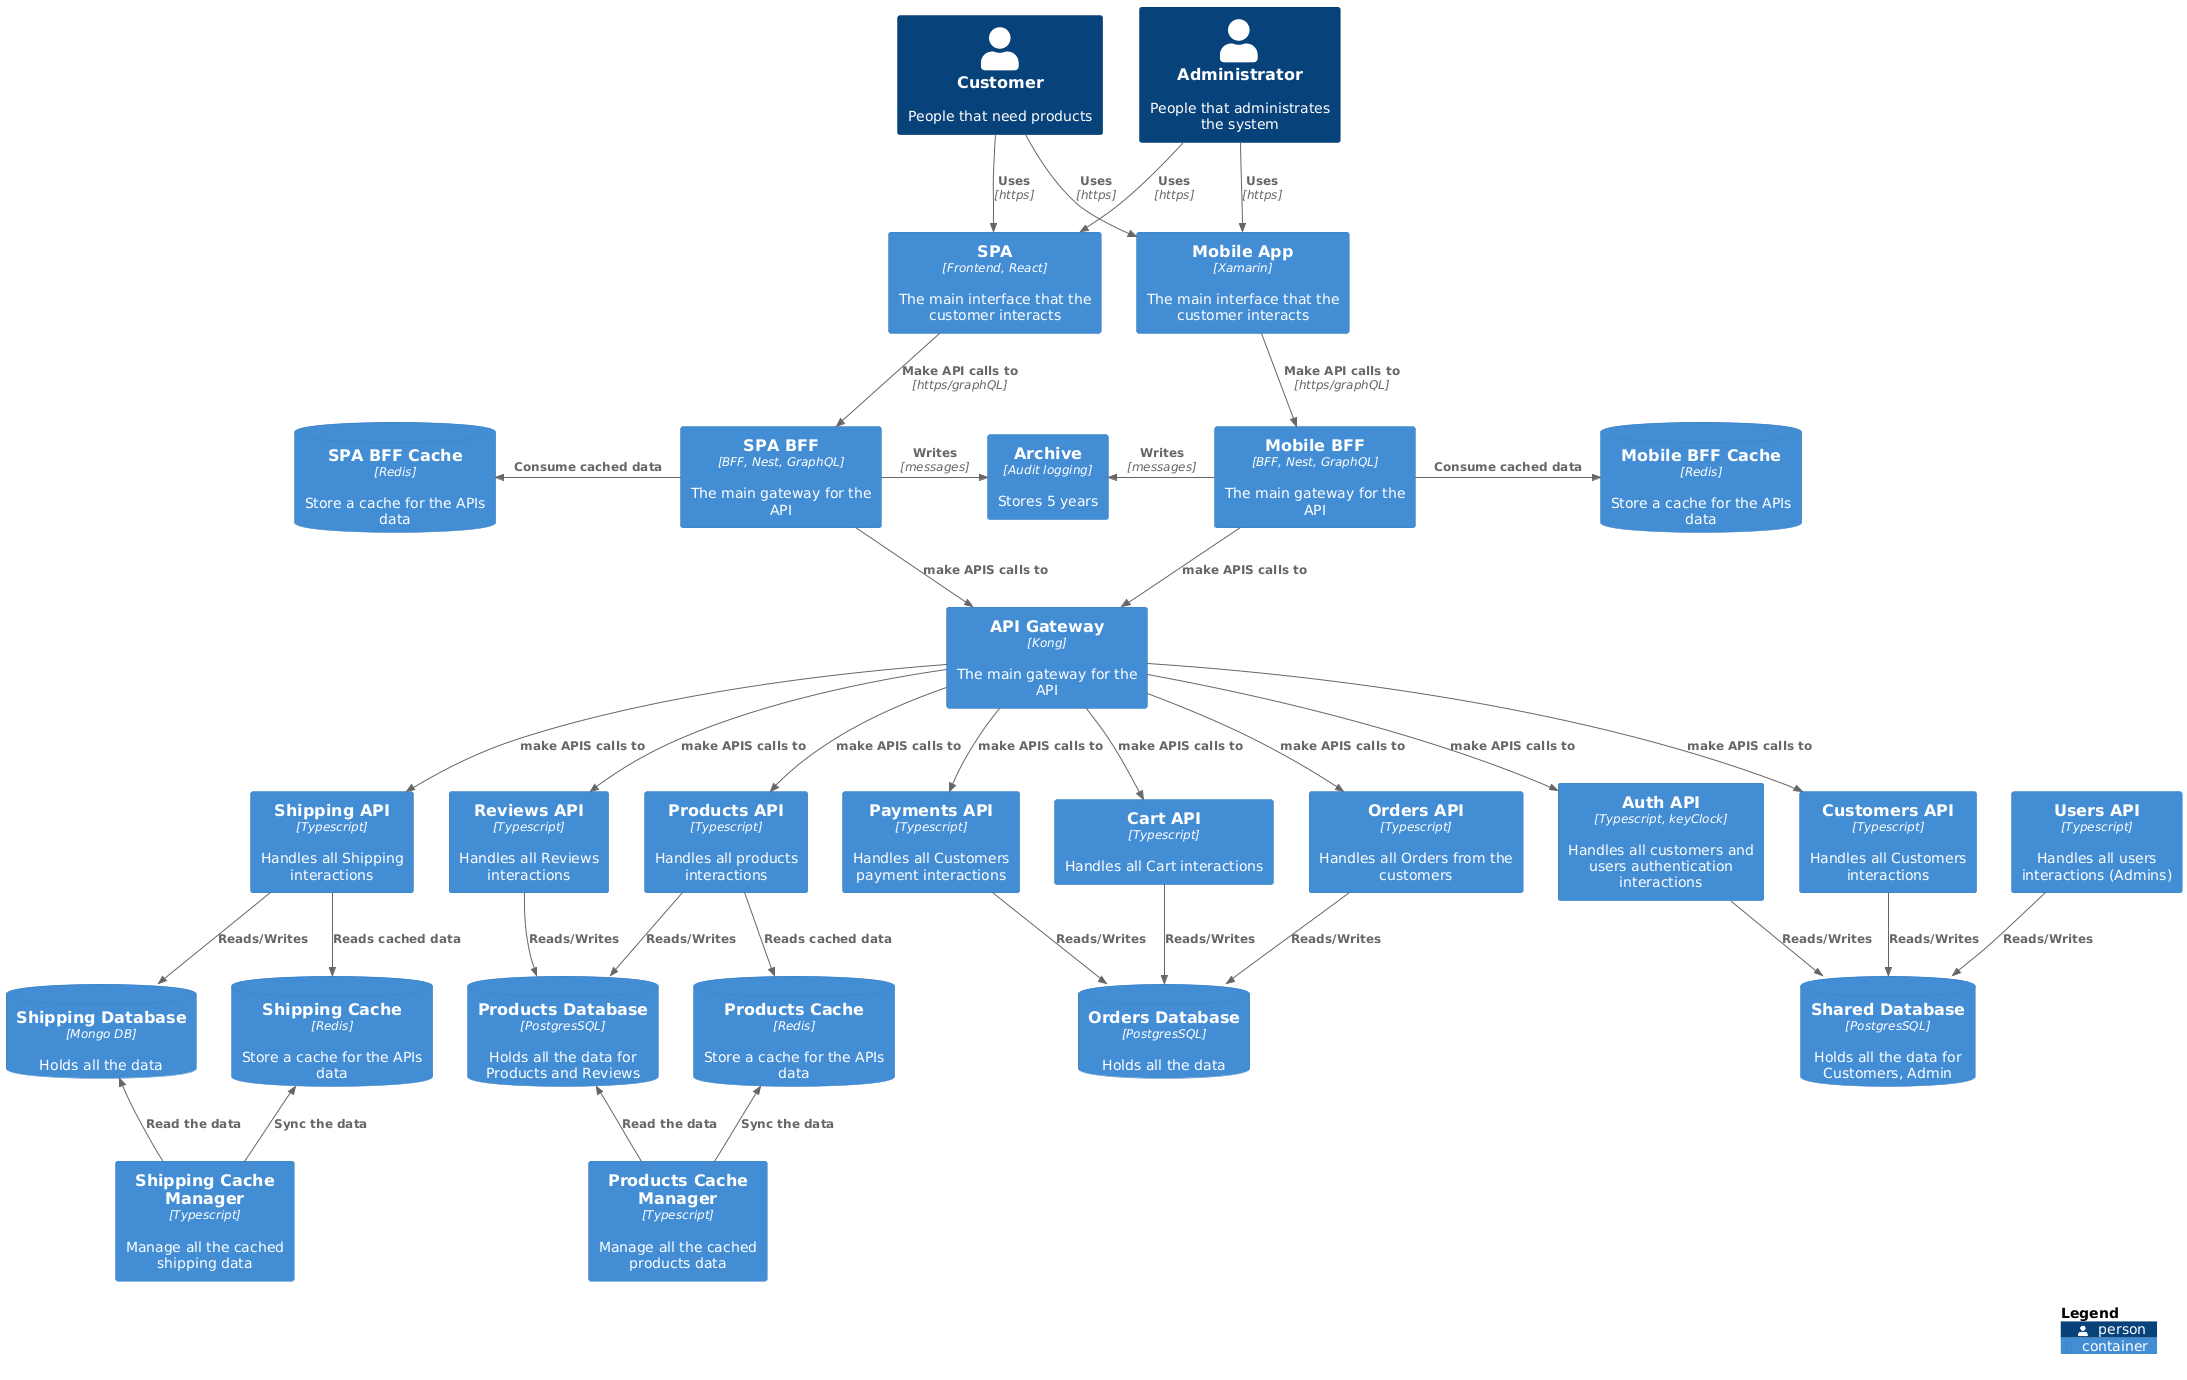 Customer
People that need products
Administrator
People that administrates
the system
Uses
[https]
Uses
[https]
Uses
[https]
Uses
[https]
SPA
[Frontend, React]
The main interface that the
customer interacts
Mobile App
[Xamarin]
The main interface that the
customer interacts
Make API calls to
[https/graphQL]
Make API calls to
[https/graphQL]
SPA BFF Cache
[Redis]
Store a cache for the APIs
data
Consume cached data
SPA BFF
[BFF, Nest, GraphQL]
The main gateway for the
API
Writes
[messages]
Archive
[Audit logging]
Stores 5 years
Writes
[messages]
Mobile BFF
[BFF, Nest, GraphQL]
The main gateway for the
API
Consume cached data
Mobile BFF Cache
[Redis]
Store a cache for the APIs
data
make APIS calls to
make APIS calls to
API Gateway
[Kong]
The main gateway for the
API
make APIS calls to
make APIS calls to
make APIS calls to
make APIS calls to
make APIS calls to
make APIS calls to
make APIS calls to
make APIS calls to
Shipping API
[Typescript]
Handles all Shipping
interactions
Reviews API
[Typescript]
Handles all Reviews
interactions
Products API
[Typescript]
Handles all products
interactions
Payments API
[Typescript]
Handles all Customers
payment interactions
Cart API
[Typescript]
Handles all Cart interactions
Orders API
[Typescript]
Handles all Orders from the
customers
Auth API
[Typescript, keyClock]
Handles all customers and
users authentication
interactions
Customers API
[Typescript]
Handles all Customers
interactions
Users API
[Typescript]
Handles all users
interactions (Admins)
Reads/Writes
Reads cached data
Reads/Writes
Reads/Writes
Reads cached data
Reads/Writes
Reads/Writes
Reads/Writes
Reads/Writes
Reads/Writes
Reads/Writes
Shipping Database
[Mongo DB]
Holds all the data
Shipping Cache
[Redis]
Store a cache for the APIs
data
Products Database
[PostgresSQL]
Holds all the data for
Products and Reviews
Products Cache
[Redis]
Store a cache for the APIs
data
Orders Database
[PostgresSQL]
Holds all the data
Shared Database
[PostgresSQL]
Holds all the data for
Customers, Admin
Read the data
Sync the data
Read the data
Sync the data
Shipping Cache
Manager
[Typescript]
Manage all the cached
shipping data
Products Cache
Manager
[Typescript]
Manage all the cached
products data
Legend
person
container